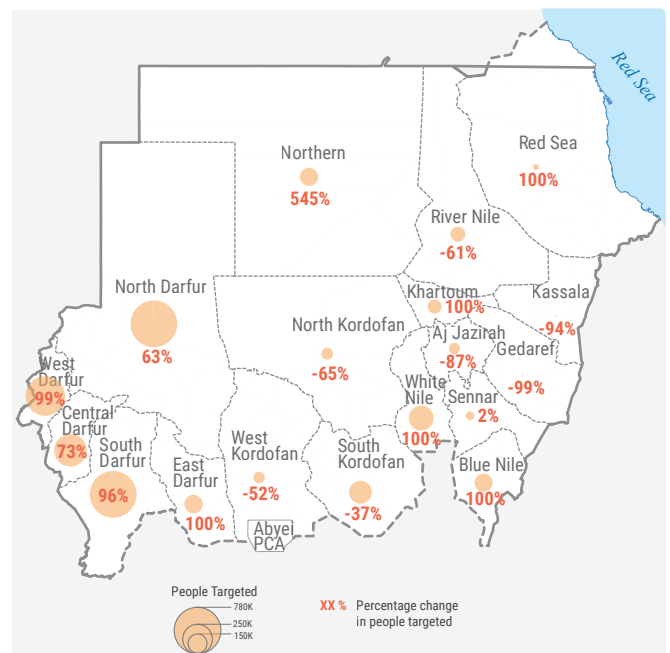 Red Sea
Red Sea
100%
Northern
545%
River Nile
-61%
North Darfur
63%
Khartoum
100%
Kassala
-94%
North Kordofan
-65%
Aj Jazirah
-87%
Gedaref
-99%
West
Darfur
99%
White
Nile
100%
Sennar
2%
Central
Darfur
73%
South
Darfur
96%
East
Darfur
100%
West
Kordofan
-52%
South
Kordofan
-37%
Blue Nile
100%
Abyei
PCA
People Targeted
780K
250K
150K
XX % Percentage change
in people targeted